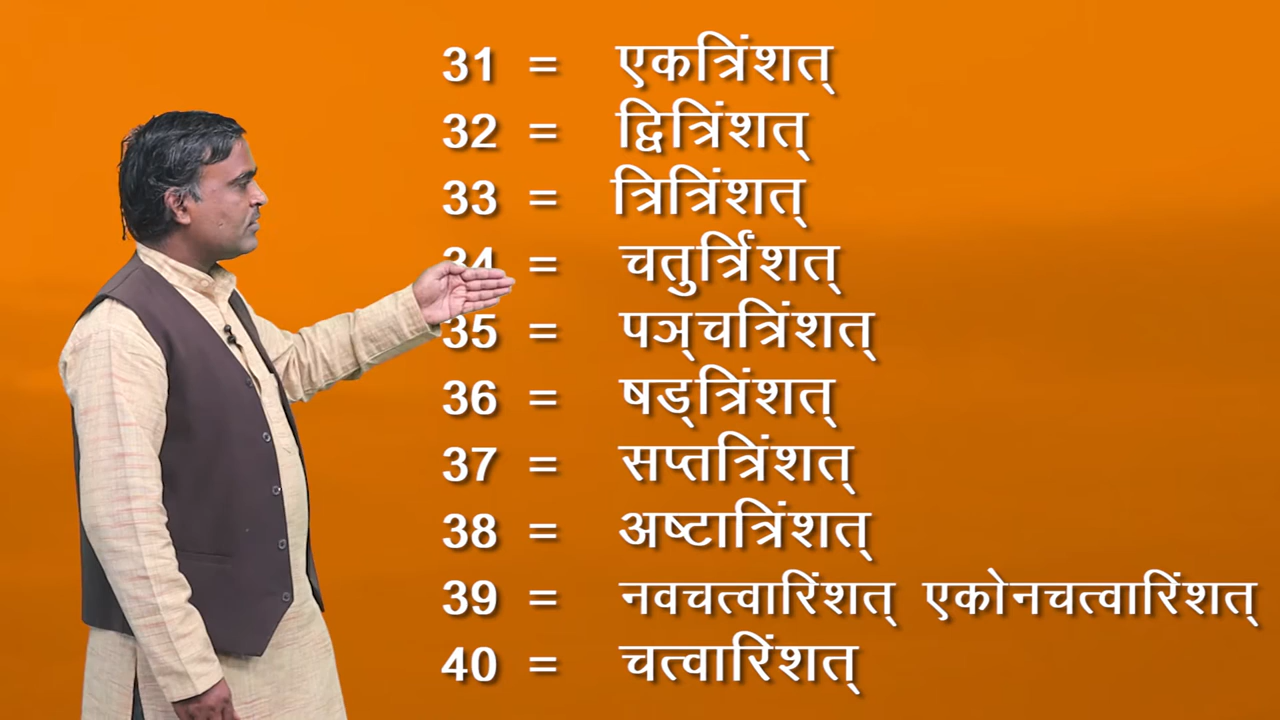 31 = एकत्रिंशत्
32 = द्वित्रिंशत्
33 = त्रित्रिंशत्
34 = चतुर्त्रिंशत्
35 = पञ्चत्रिंशत्
36 = षड्त्रिंशत्
37 = सप्तत्रिंशत्
38 = अष्टात्रिंशत्
39 = नवचत्वारिंशत् एकोनचत्वारिंशत्
40 = चत्वारिंशत्